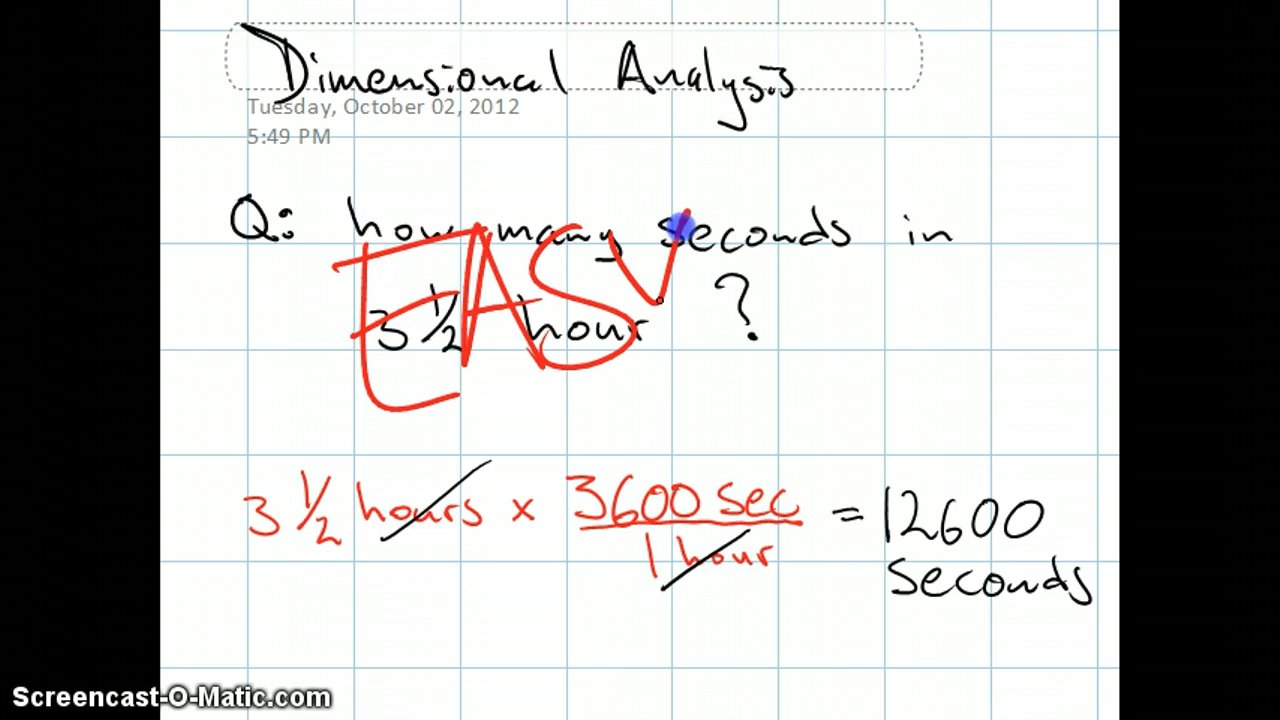 Dimensional Analysis
Tuesday, October 02, 2012
5:49 PM
Q: how many seconds in
3 1/2 hour ?
EASY
3 1/2 hours x 3600 sec / 1 hour = 12600
seconds
Screencast-O-Matic.com